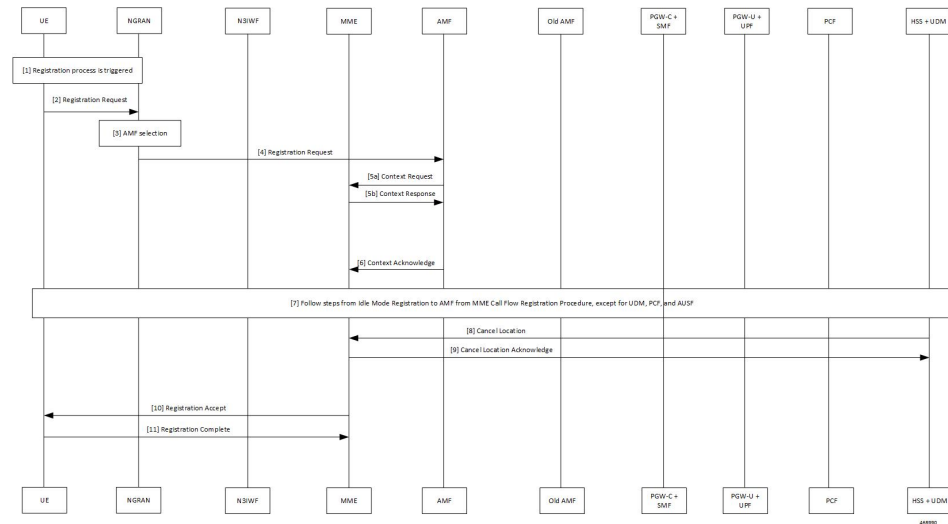 UE
NGRAN
N3IWF
MME
AMF
Old AMF
PGW-C +
SMF
PGW-U +
UPF
PCF
HSS + UDM
[1] Registration process is triggered
[2] Registration Request
[3] AMF selection
[4] Registration Request
[5a] Context Request
[5b] Context Response
[6] Context Acknowledge
[7] Follow steps from Idle Mode Registration to AMF from MME Call Flow Registration Procedure, except for UDM, PCF, and AUSF
[8] Cancel Location
[9] Cancel Location Acknowledge
[10] Registration Accept
[11] Registration Complete
UE
NGRAN
N3IWF
MME
AMF
Old AMF
PGW-C +
SMF
PGW-U +
UPF
PCF
HSS + UDM